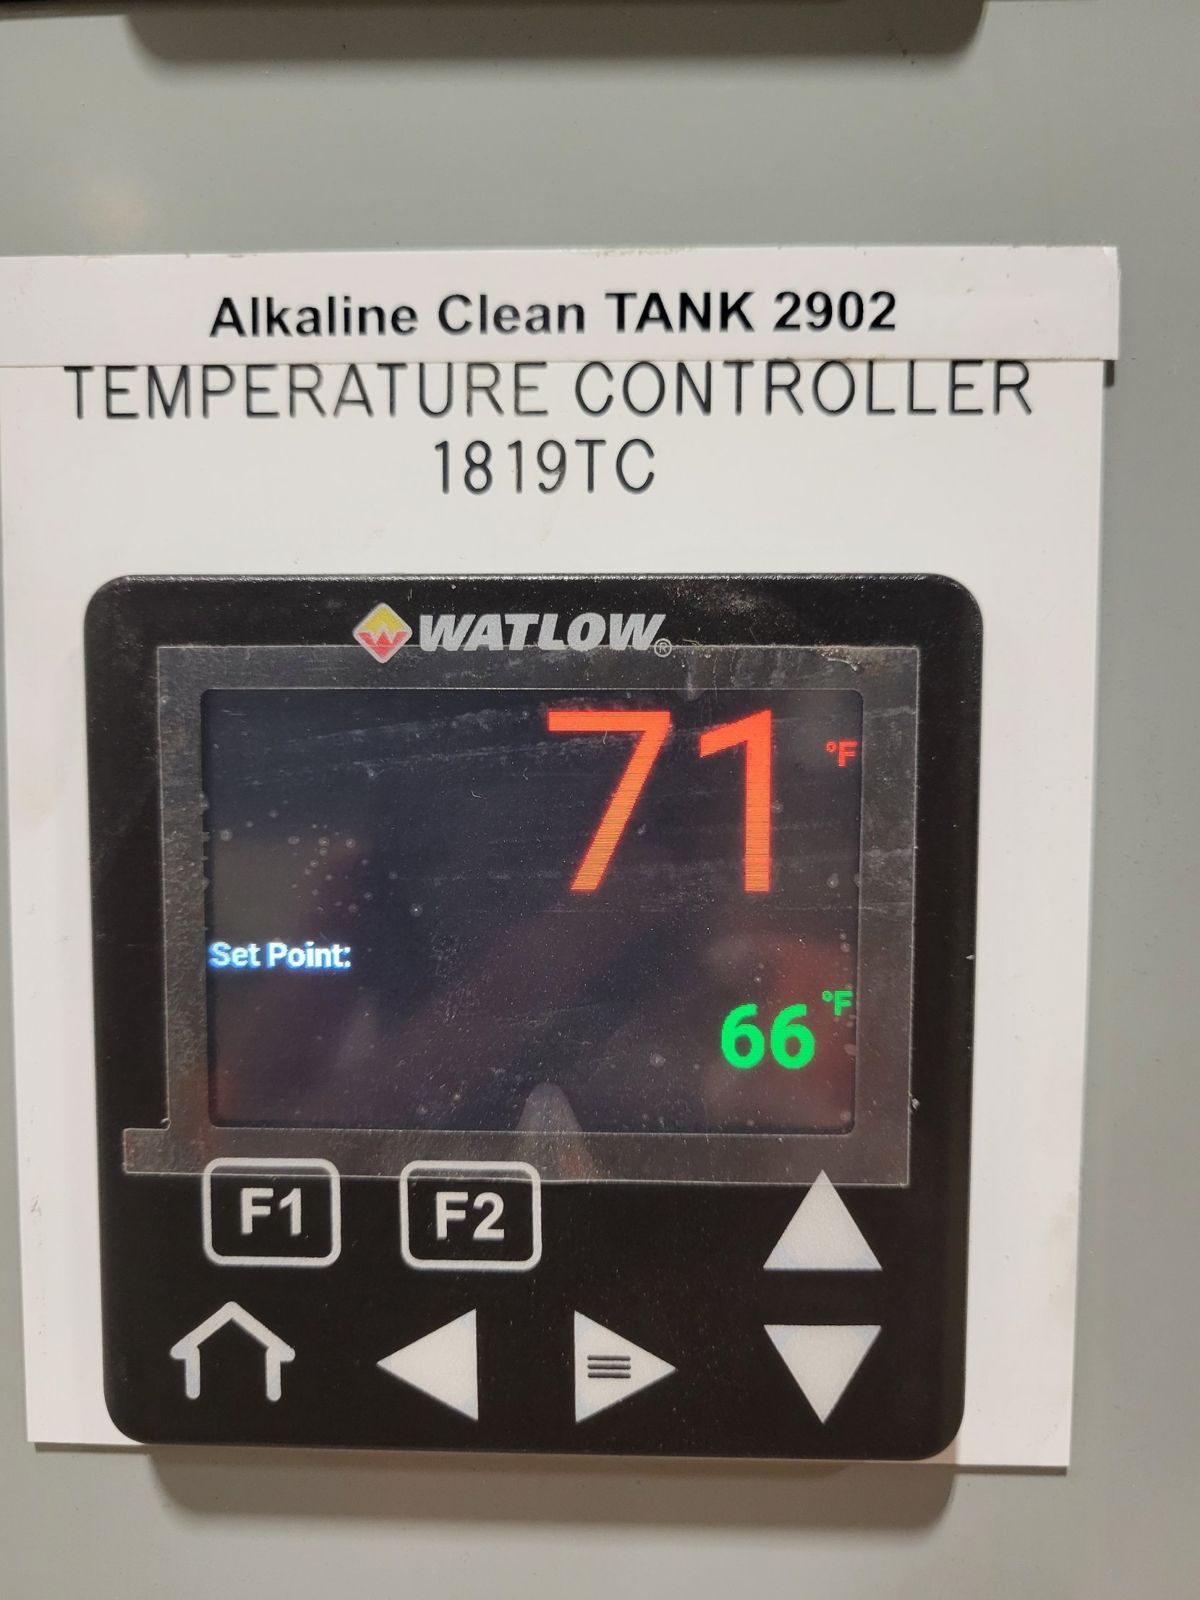 Alkaline Clean TANK 2902
TEMPERATURE CONTROLLER
1819TC
WATLOW®
71 °F
Set Point:
66 °F
F1 F2